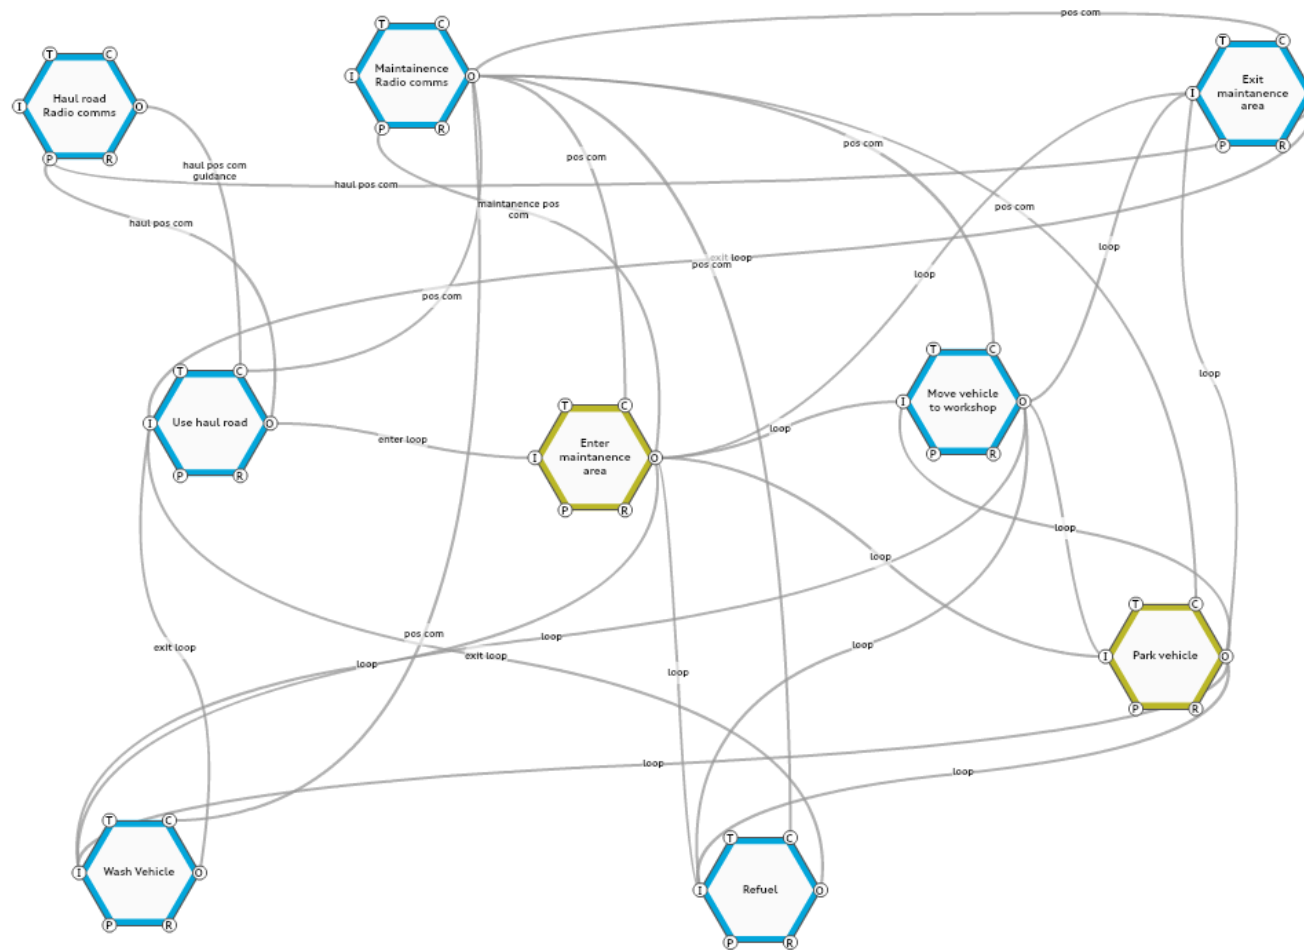 pos com
T C
Maintainence
Radio comms
I O
P R
T C
Exit
maintanence
area
I
P R
T C
Haul road
Radio comms
I O
P R
haul pos com
guidance
haul pos com
haul pos com
maintanence pos
com
pos com
pos com
pos com
loop
loop
exit loop
pos com
pos com
T C
Use haul road
I O
P R
enter loop
T C
Enter
maintanence
area
I O
P R
T C
Move vehicle
to workshop
I O
P R
loop
loop
loop
loop
T C
Park vehicle
I O
P R
exit loop
pos com
exit loop
loop
loop
loop
loop
loop
loop
T C
Wash Vehicle
I O
P R
T C
Refuel
I O
P R